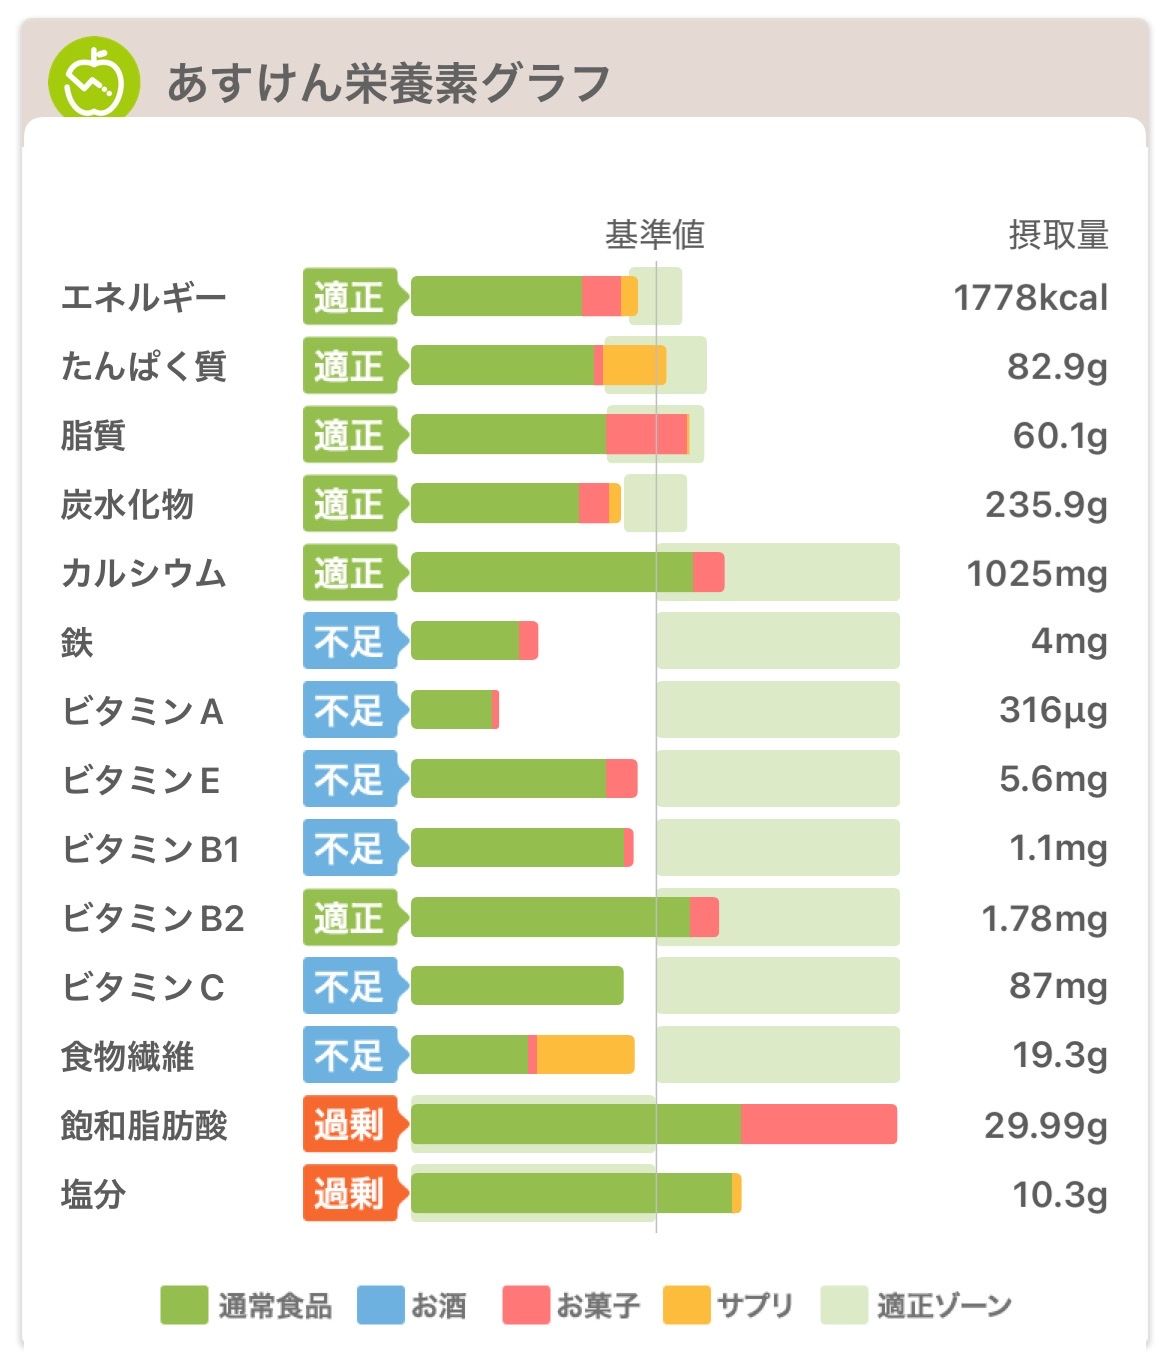 あすけん栄養素グラフ
基準値 摂取量
エネルギー 適正 1778kcal
たんぱく質 適正 82.9g
脂質 適正 60.1g
炭水化物 適正 235.9g
カルシウム 適正 1025mg
鉄 不足 4mg
ビタミンA 不足 316μg
ビタミンE 不足 5.6mg
ビタミンB1 不足 1.1mg
ビタミンB2 適正 1.78mg
ビタミンC 不足 87mg
食物繊維 不足 19.3g
飽和脂肪酸 過剰 29.99g
塩分 過剰 10.3g
通常食品 お酒 お菓子 サプリ 適正ゾーン